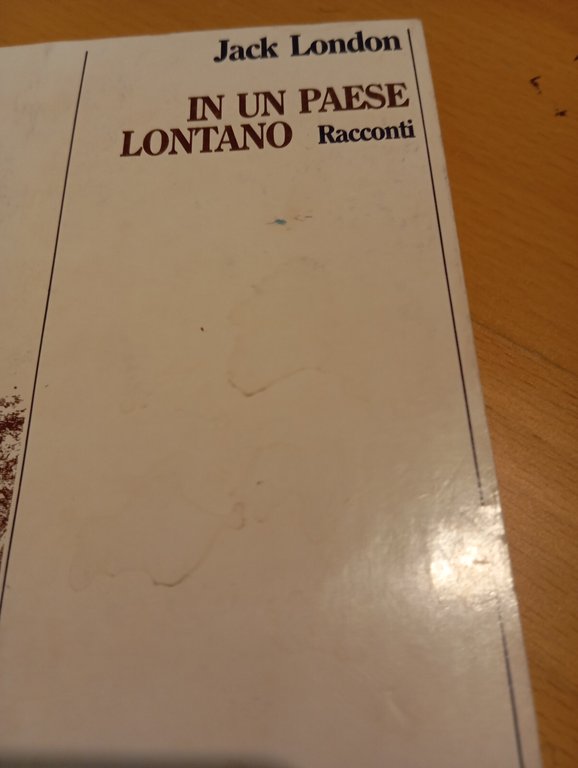 Jack London
IN UN PAESE
LONTANO Racconti